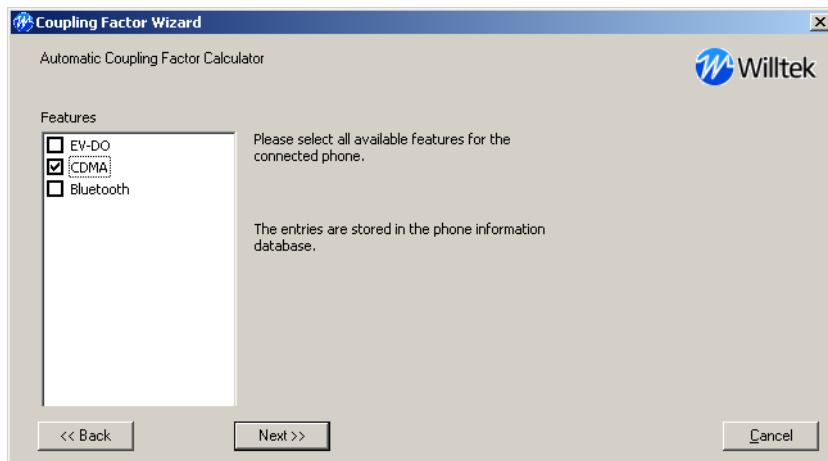 Coupling Factor Wizard
Automatic Coupling Factor Calculator
Willtek
Features
EV-DO
CDMA
Bluetooth
Please select all available features for the
connected phone.
The entries are stored in the phone information
database.
<< Back
Next >>
Cancel